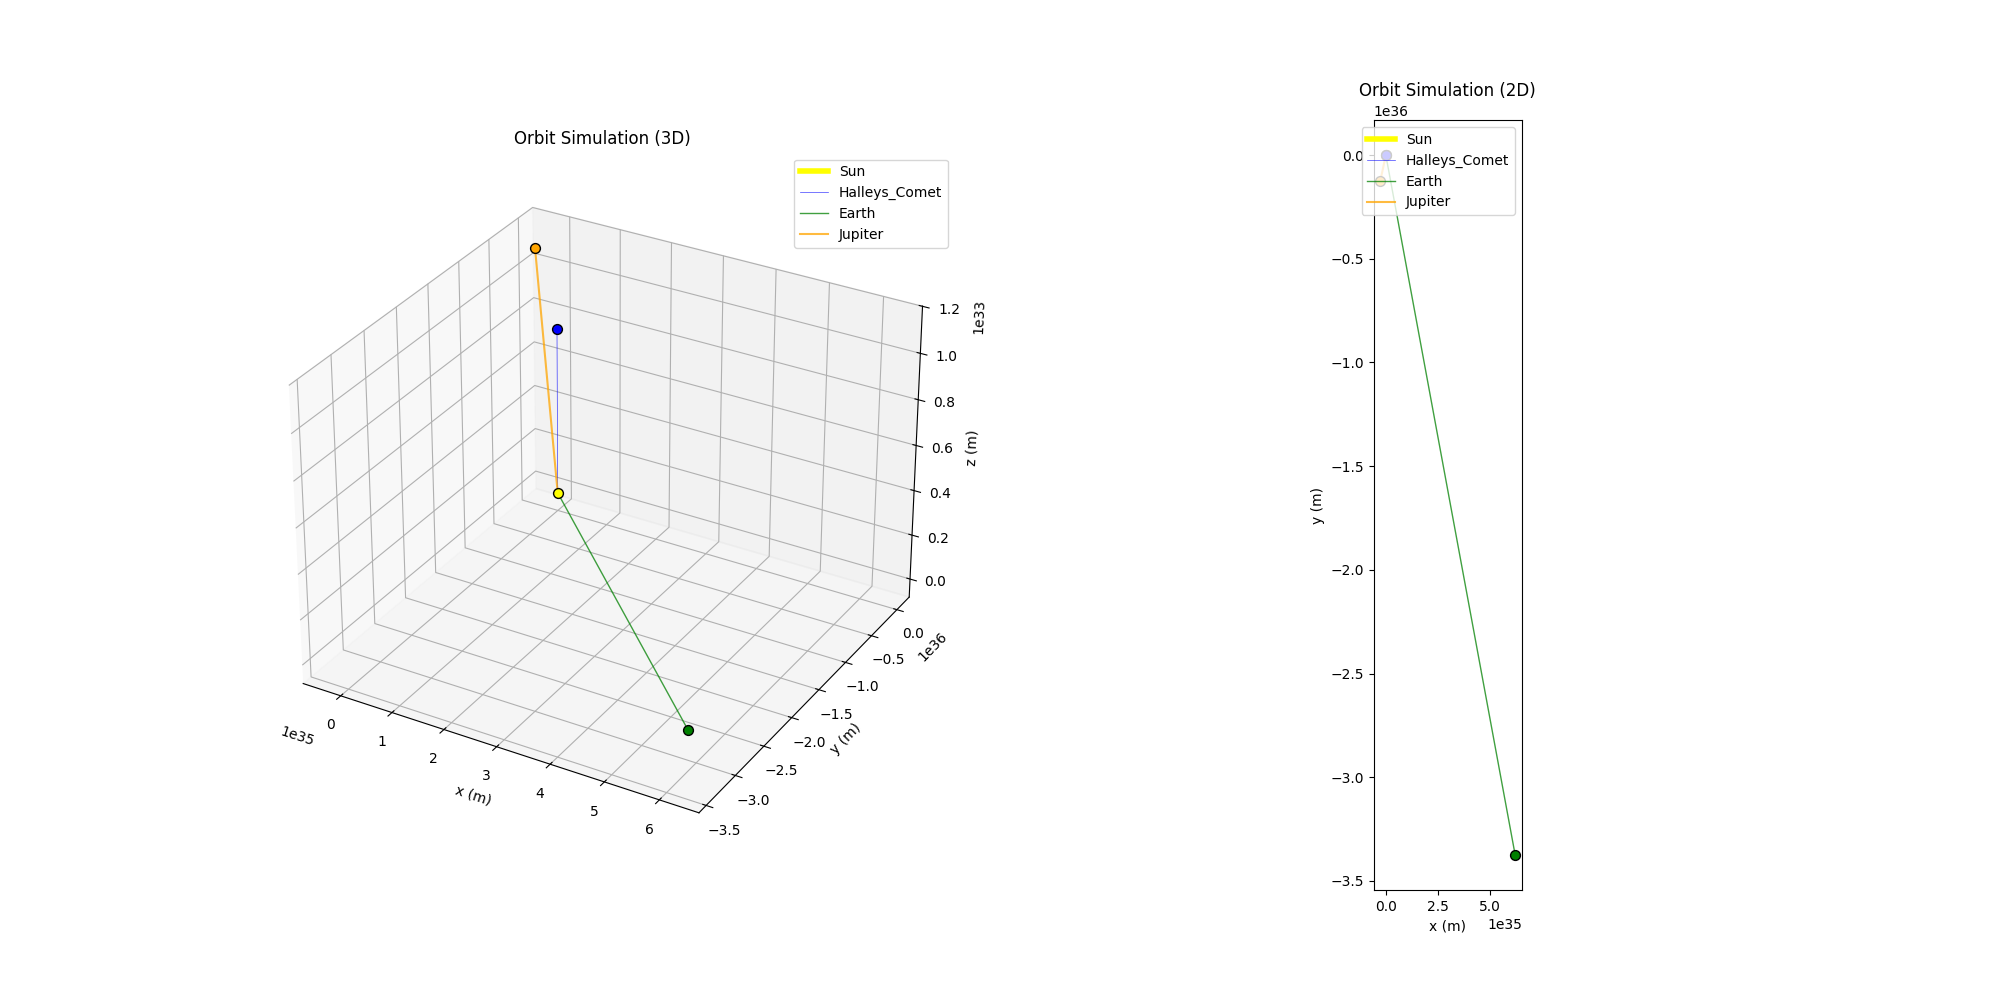 Orbit Simulation (3D)
Sun
Halleys_Comet
Earth
Jupiter
1.2
1.0
0.8
0.6
0.4
0.2
0.0
1e33
z (m)
0.0
−0.5
−1.0
−1.5
−2.0
−2.5
−3.0
−3.5
1e36
y (m)
0
1
2
3
4
5
6
1e35
x (m)
Orbit Simulation (2D)
1e36
Sun
Halleys_Comet
Earth
Jupiter
0.0
−0.5
−1.0
−1.5
−2.0
−2.5
−3.0
−3.5
y (m)
0.0 2.5 5.0
1e35
x (m)